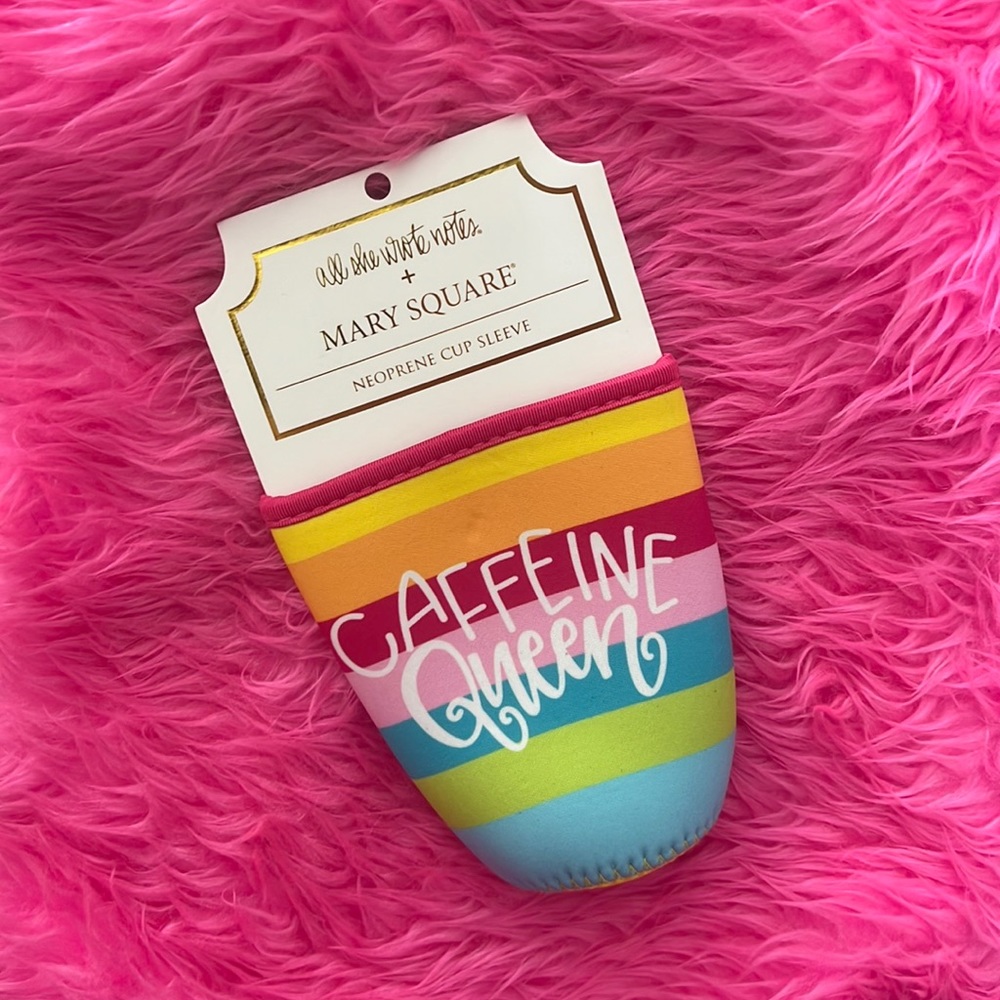 all she wrote notes®
+
MARY SQUARE®
NEOPRENE CUP SLEEVE
CAFFEINE
Queen